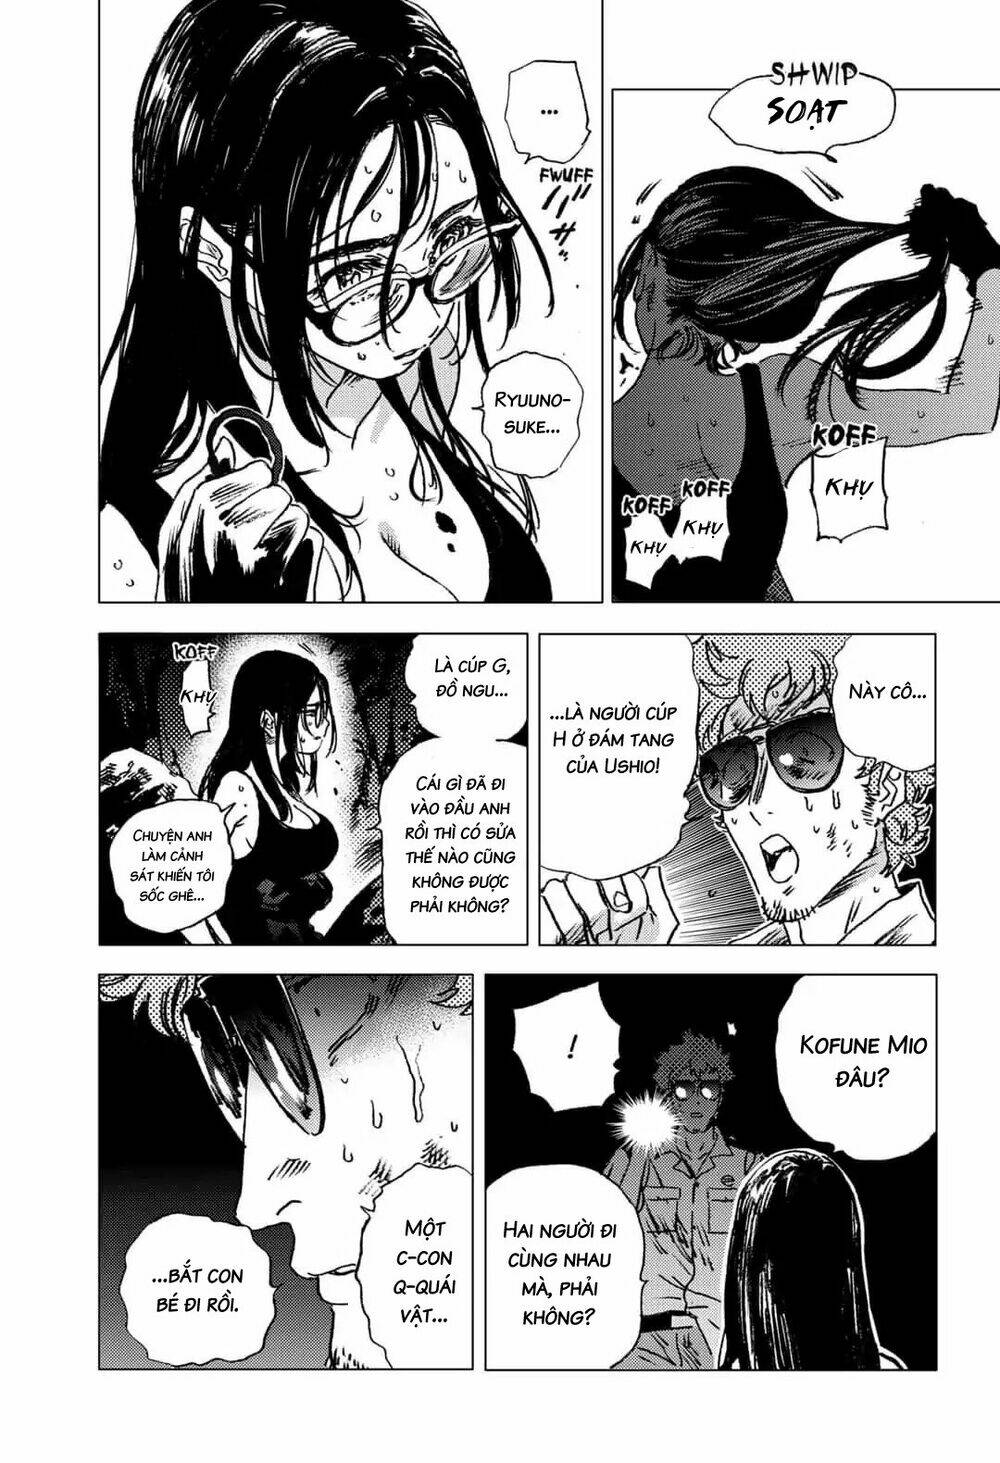 SHWIP
SOẠT
KOFF
KHỤ
KOFF
KHỤ
KOFF
KHỤ
...
FWUFF
RYUUNO-
SUKE...
NÀY CÔ...
...LÀ NGƯỜI CÚP
H Ở ĐÁM TANG
CỦA USHIO!
LÀ CÚP G,
ĐỒ NGU...
CÁI GÌ ĐÃ ĐI
VÀO ĐẦU ANH
RỒI THÌ CÓ SỬA
THẾ NÀO CŨNG
KHÔNG ĐƯỢC
PHẢI KHÔNG?
KOFF
KHỤ
CHUYỆN ANH
LÀM CẢNH
SÁT KHIẾN TÔI
SỐC GHÊ...
KOFUNE MIO
ĐÂU?
!
HAI NGƯỜI ĐI
CÙNG NHAU
MÀ, PHẢI
KHÔNG?
MỘT
C-CON
Q-QUÁI
VẬT...
...BẮT CON
BÉ ĐI RỒI.